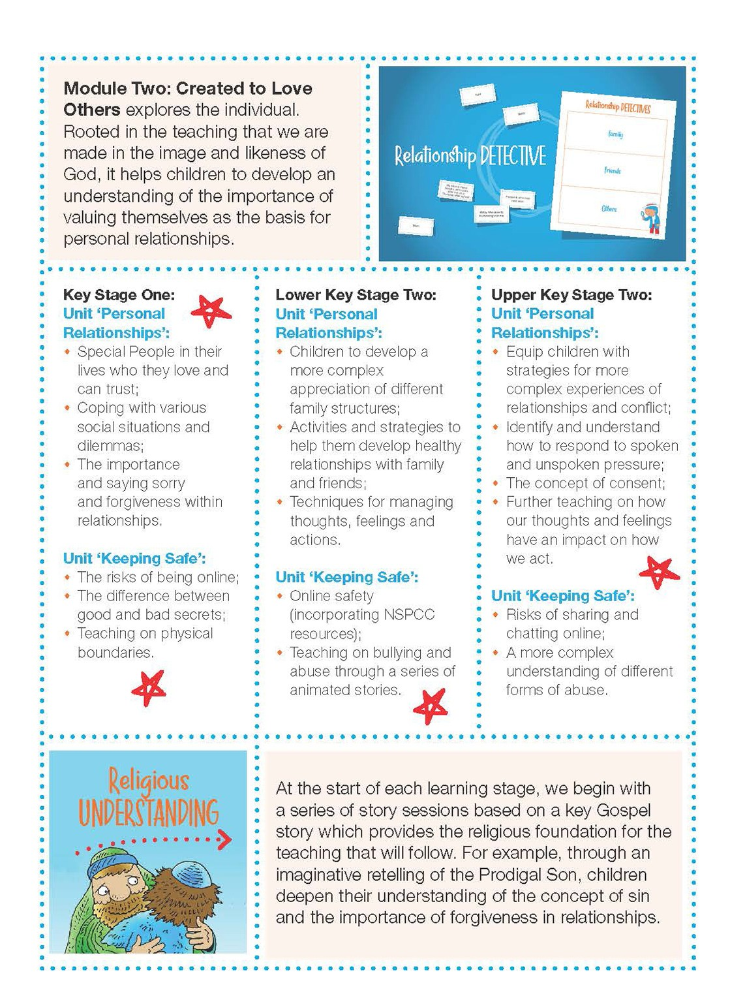 Module Two: Created to Love
Others explores the individual.
Rooted in the teaching that we are
made in the image and likeness of
God, it helps children to develop an
understanding of the importance of
valuing themselves as the basis for
personal relationships.
Relationship DETECTIVE
Relationship DETECTIVES
Family
Friends
Others
Key Stage One:
Unit ‘Personal
Relationships’:
• Special People in their
lives who they love and
can trust;
• Coping with various
social situations and
dilemmas;
• The importance
and saying sorry
and forgiveness within
relationships.
Unit ‘Keeping Safe’:
• The risks of being online;
• The difference between
good and bad secrets;
• Teaching on physical
boundaries.
Lower Key Stage Two:
Unit ‘Personal
Relationships’:
• Children to develop a
more complex
appreciation of different
family structures;
• Activities and strategies to
help them develop healthy
relationships with family
and friends;
• Techniques for managing
thoughts, feelings and
actions.
Unit ‘Keeping Safe’:
• Online safety
(incorporating NSPCC
resources);
• Teaching on bullying and
abuse through a series of
animated stories.
Upper Key Stage Two:
Unit ‘Personal
Relationships’:
• Equip children with
strategies for more
complex experiences of
relationships and conflict;
• Identify and understand
how to respond to spoken
and unspoken pressure;
• The concept of consent;
• Further teaching on how
our thoughts and feelings
have an impact on how
we act.
Unit ‘Keeping Safe’:
• Risks of sharing and
chatting online;
• A more complex
understanding of different
forms of abuse.
Religious
UNDERSTANDING
At the start of each learning stage, we begin with
a series of story sessions based on a key Gospel
story which provides the religious foundation for the
teaching that will follow. For example, through an
imaginative retelling of the Prodigal Son, children
deepen their understanding of the concept of sin
and the importance of forgiveness in relationships.